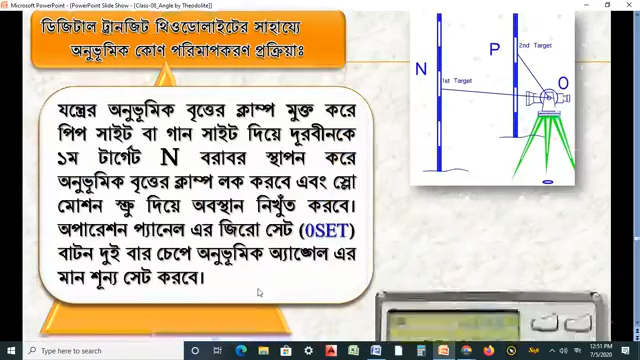 Microsoft PowerPoint - PowerPoint Slide Show - [Class-08_Angle by Theodolite]
ডিজিটাল ট্রানজিট থিওডোলাইটের সাহায্যে
অনুভূমিক কোণ পরিমাপকরণ প্রক্রিয়াঃ
N
P
O
1st Target
2nd Target
যন্ত্রের অনুভূমিক বৃত্তের ক্লাম্প মুক্ত করে
পিপ সাইট বা গান সাইট দিয়ে দূরবীনকে
১ম টার্গেট N বরাবর স্থাপন করে
অনুভূমিক বৃত্তের ক্লাম্প লক করবে এবং স্লো
মোশন স্ক্রু দিয়ে অবস্থান নিখুঁত করবে।
অপারেশন প্যানেল এর জিরো সেট (0SET)
বাটন দুই বার চেপে অনুভূমিক অ্যাঙ্গেল এর
মান শূন্য সেট করবে।
Type here to search
12:51 PM
7/5/2020